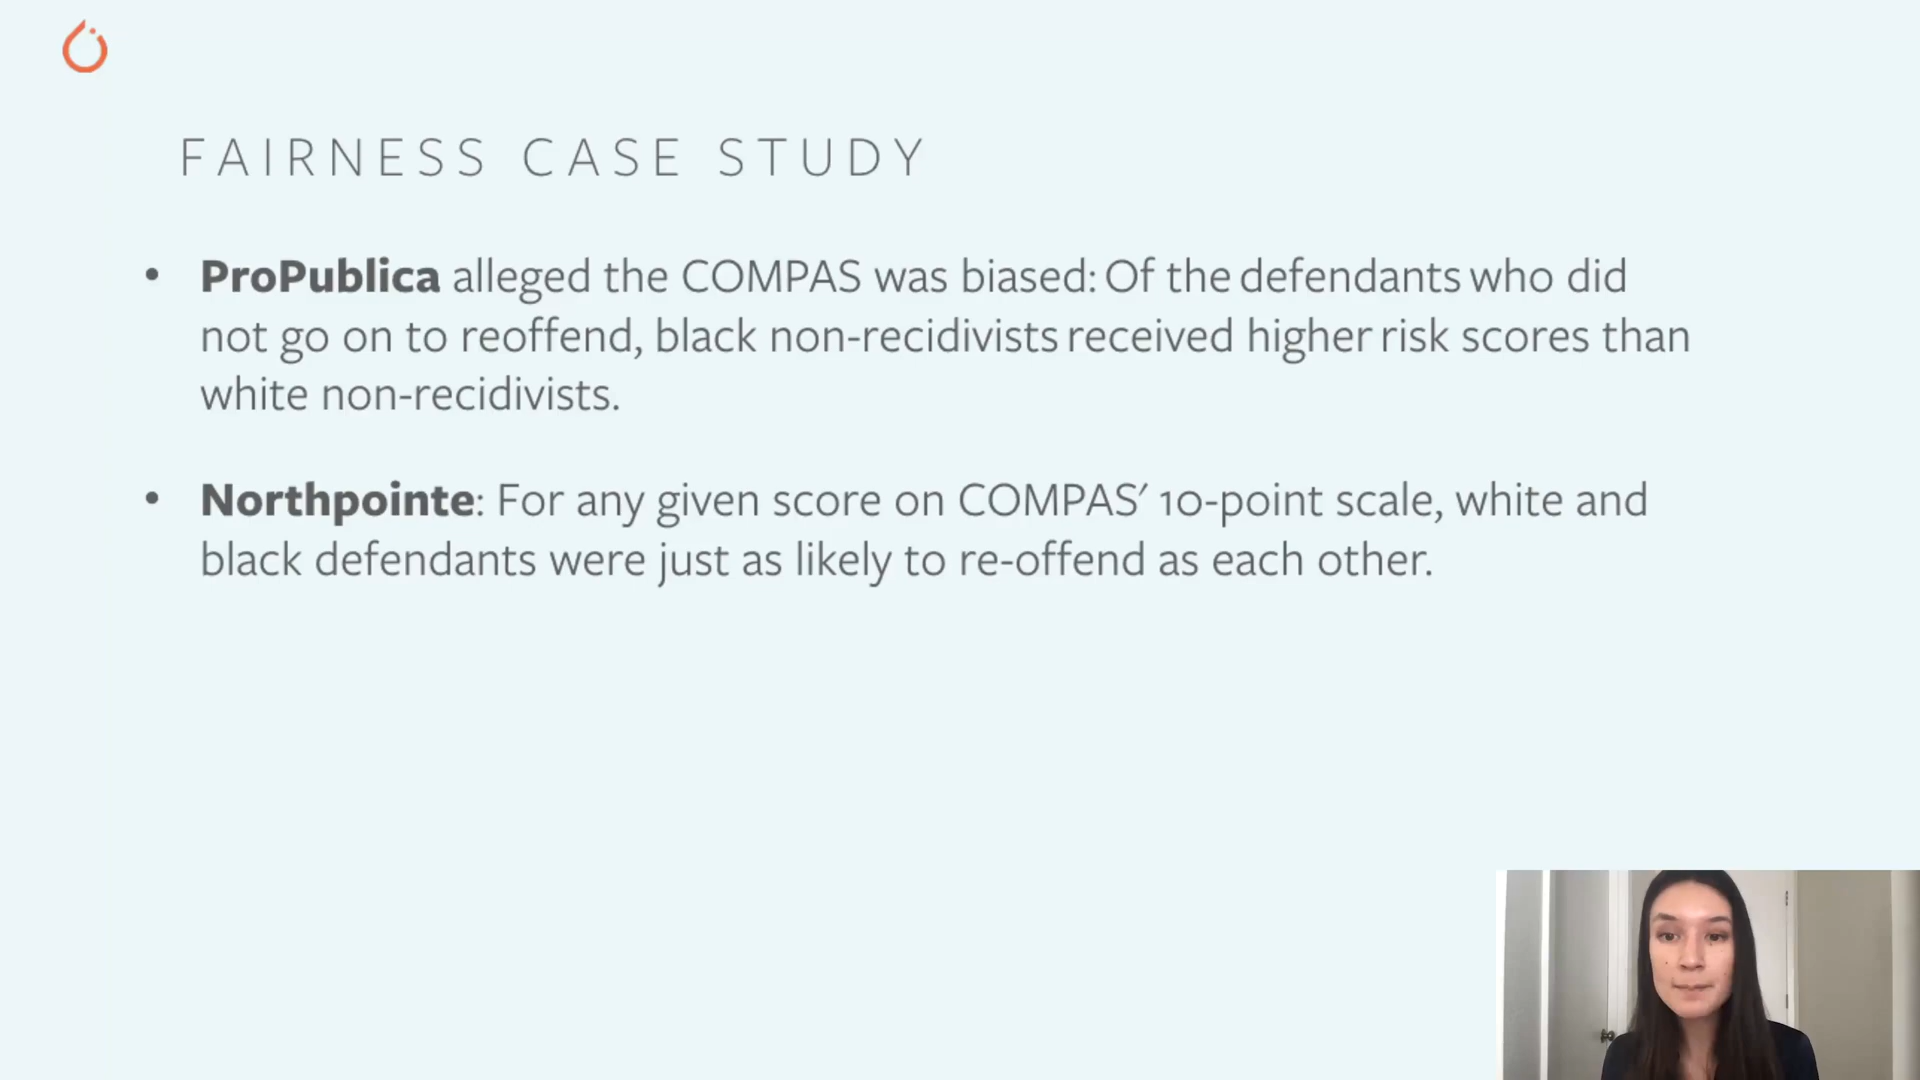 FAIRNESS CASE STUDY
• ProPublica alleged the COMPAS was biased: Of the defendants who did
not go on to reoffend, black non-recidivists received higher risk scores than
white non-recidivists.
• Northpointe: For any given score on COMPAS' 10-point scale, white and
black defendants were just as likely to re-offend as each other.